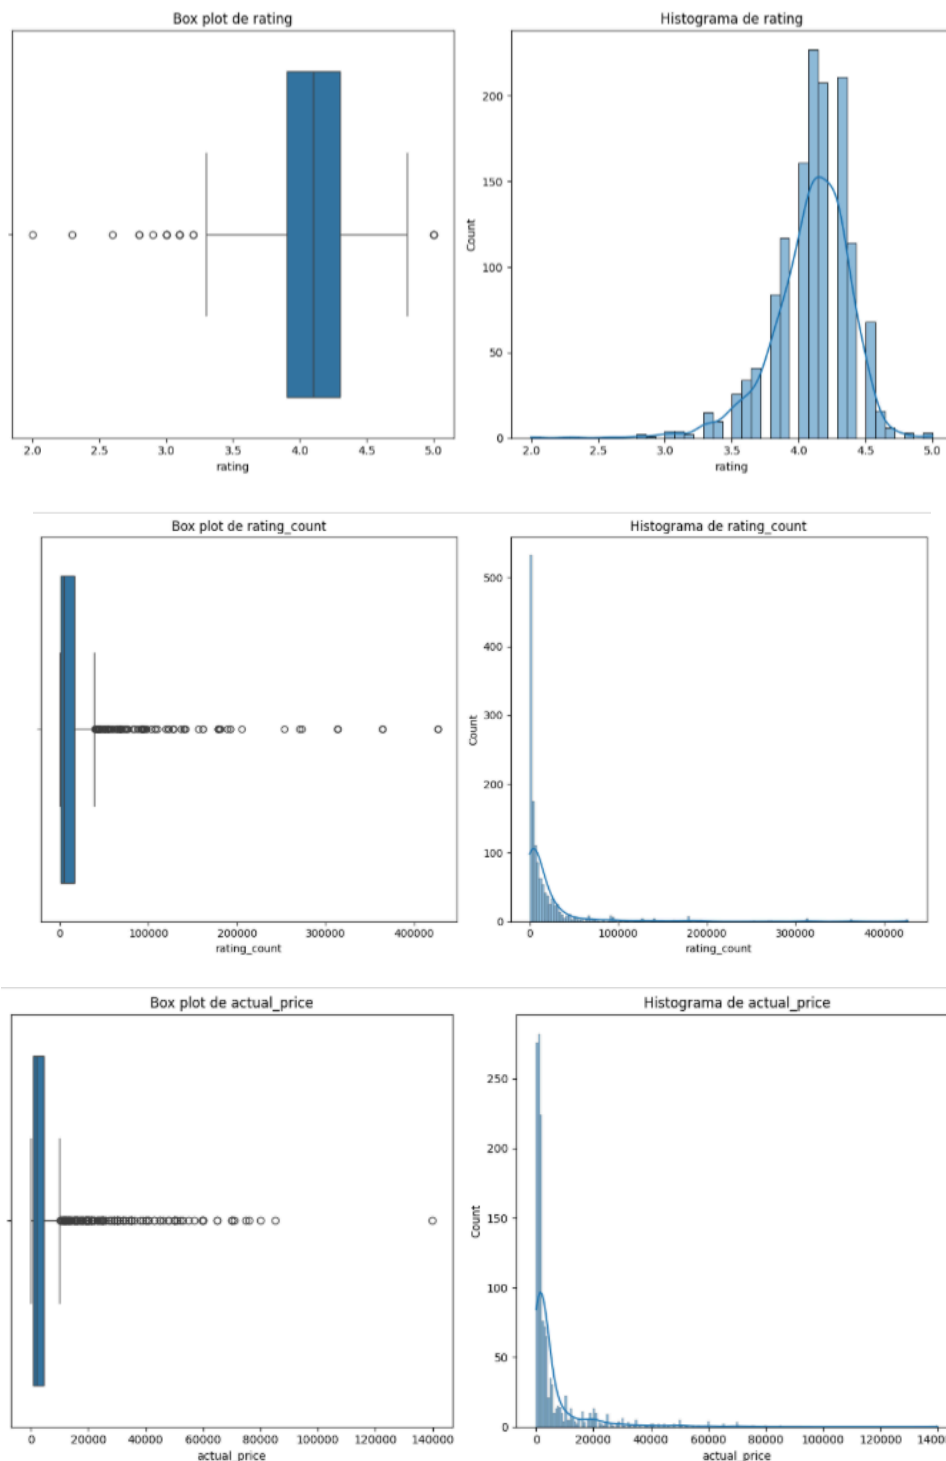 Box plot de rating
Histograma de rating
200
150
100
50
0
Count
2.0 2.5 3.0 3.5 4.0 4.5 5.0
rating
2.0 2.5 3.0 3.5 4.0 4.5 5.0
rating
Box plot de rating_count
Histograma de rating_count
500
400
300
200
100
0
Count
0 100000 200000 300000 400000
rating_count
0 100000 200000 300000 400000
rating_count
Box plot de actual_price
Histograma de actual_price
250
200
150
100
50
0
Count
0 20000 40000 60000 80000 100000 120000 140000
actual_price
0 20000 40000 60000 80000 100000 120000 14000
actual_price